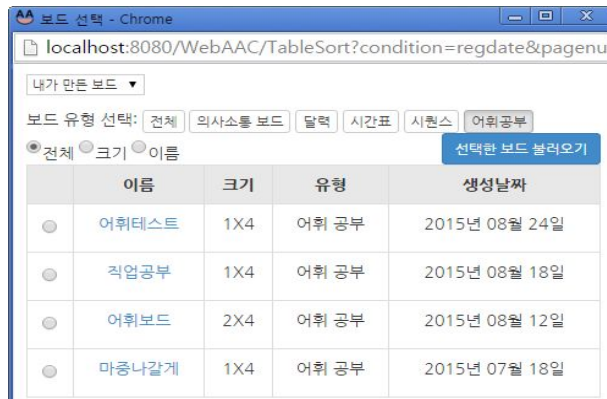 보드 선택 - Chrome
localhost:8080/WebAAC/TableSort?condition=regdate&pagenu
내가 만든 보드 ▼
보드 유형 선택: 전체 의사소통 보드 달력 시간표 시퀀스 어휘공부
전체 크기 이름 선택한 보드 불러오기
이름 크기 유형 생성날짜
어휘테스트 1X4 어휘 공부 2015년 08월 24일
직업공부 1X4 어휘 공부 2015년 08월 18일
어휘보드 2X4 어휘 공부 2015년 08월 12일
마중나갈게 1X4 어휘 공부 2015년 07월 18일